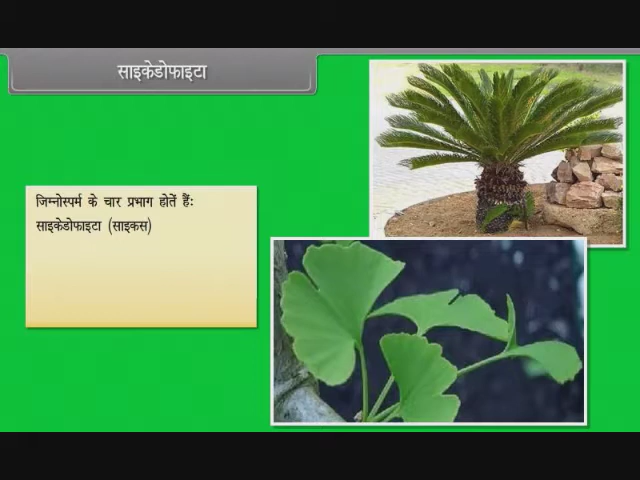 साइकेडोफाइटा
जिम्नोस्पर्म के चार प्रभाग होतें हैं:
साइकेडोफाइटा (साइकस)